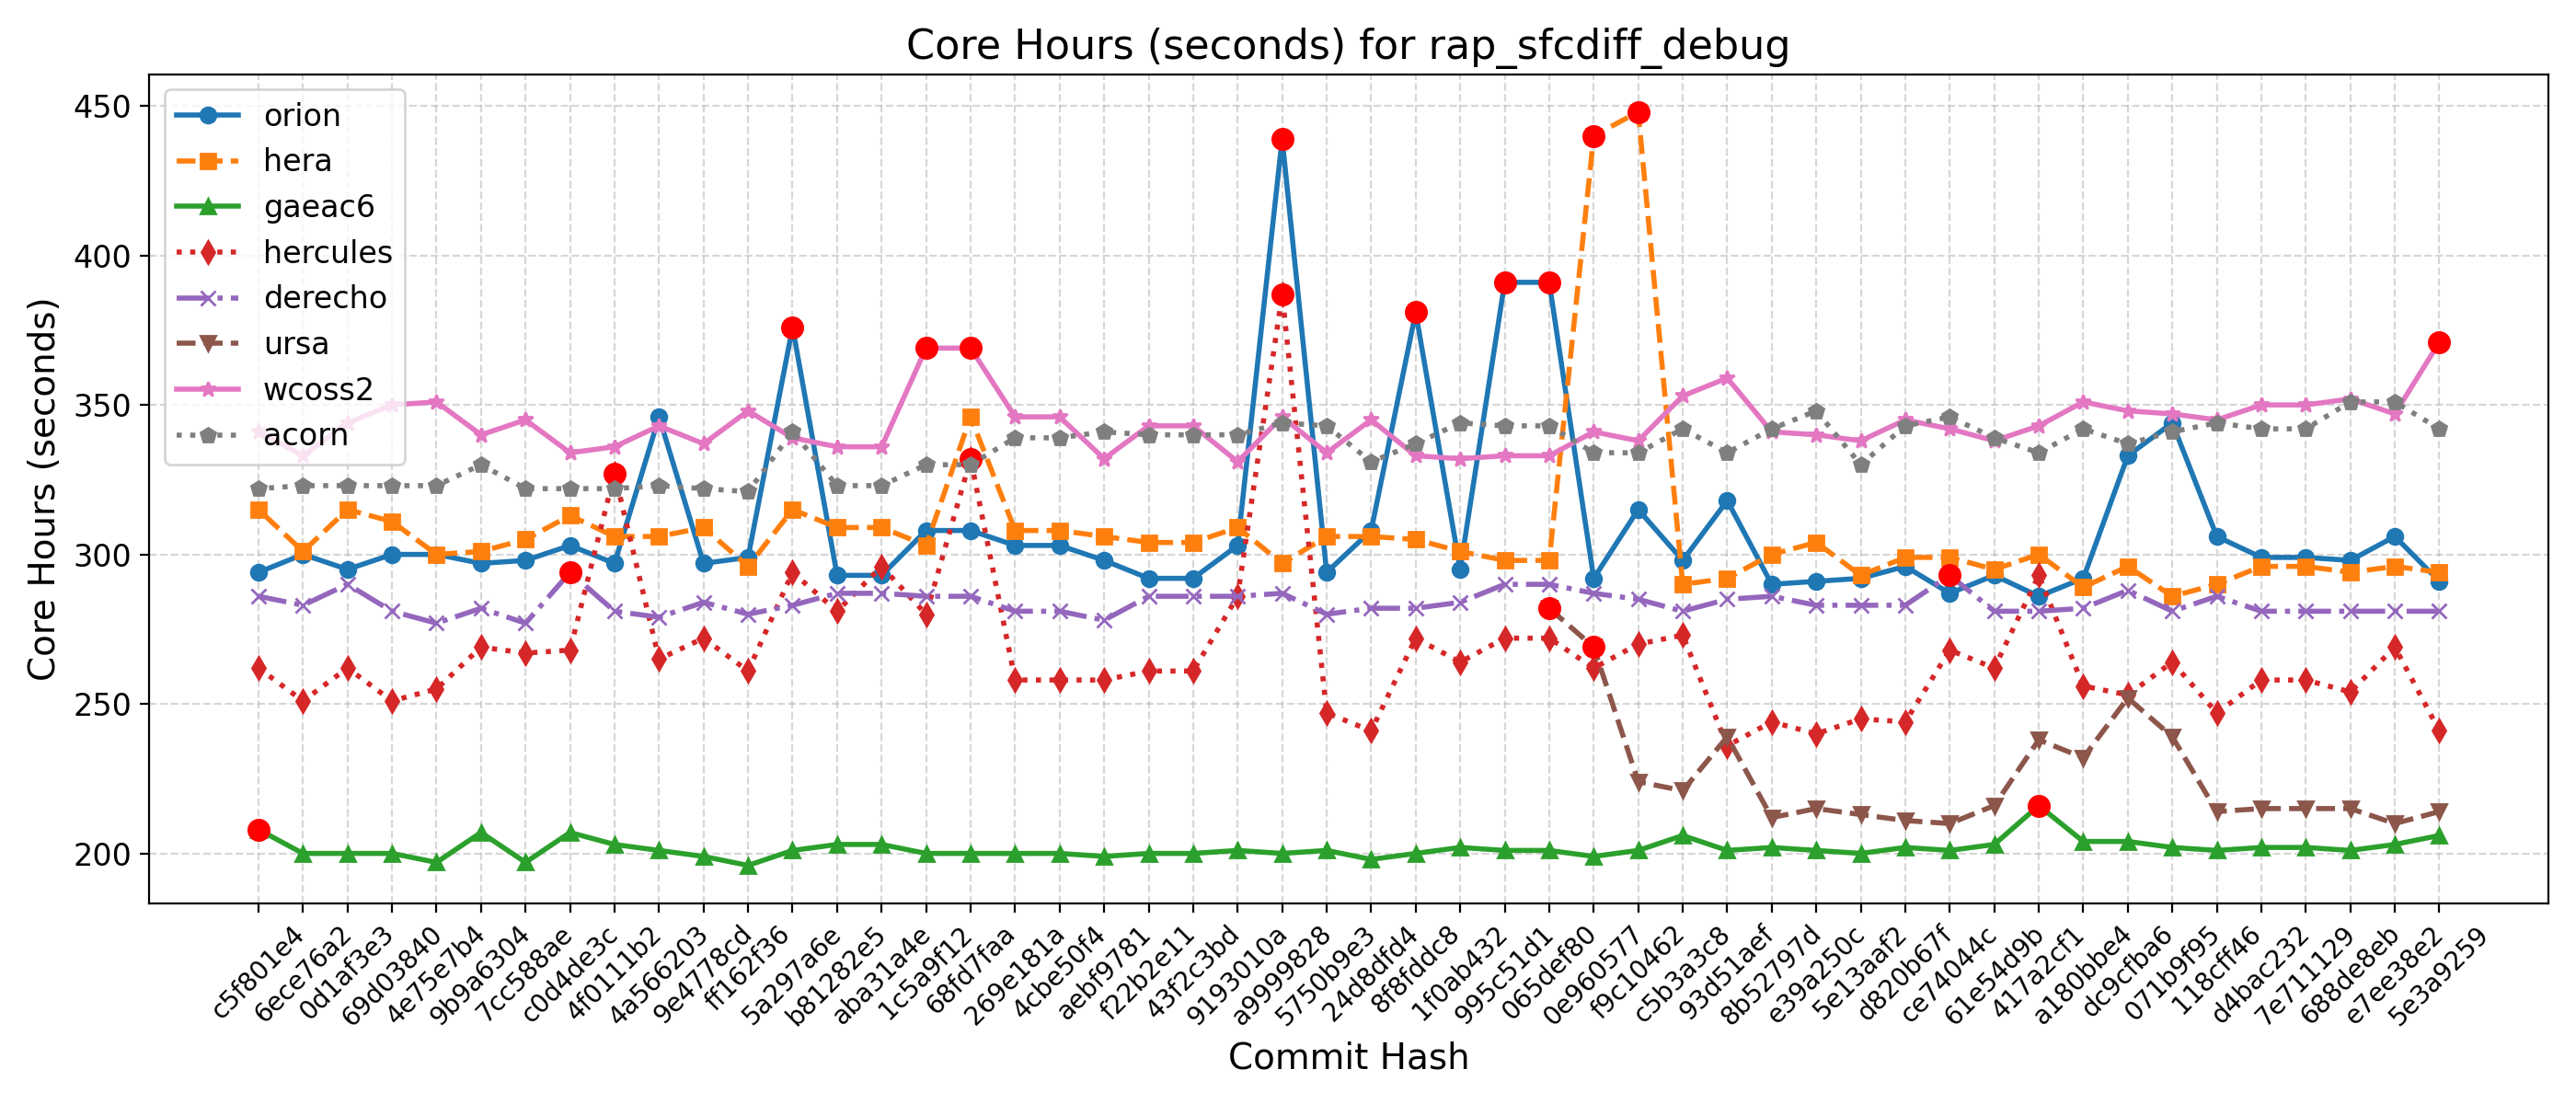 Core Hours (seconds) for rap_sfcdiff_debug
Core Hours (seconds)
450
400
350
300
250
200
orion
hera
gaeac6
hercules
derecho
ursa
wcoss2
acorn
c5f801e4
6ece76a2
0d1af3e3
69d03840
4e75e7b4
9b9a6304
7cc588ae
c0d4de3c
4f0111b2
4a566203
9e4778cd
ff162f36
5a297a6e
b81282e5
aba31a4e
1c5a9f12
68fd7faa
269e181a
4cbe50f4
aebf9781
f22b2e11
43f2c3bd
9193010a
a9999828
5750b9e3
24d8dfd4
8f8fddc8
1f0ab432
995c51d1
065def80
0e960577
f9c10462
c5b3a3c8
93d51aef
8b52797d
e39a250c
5e13aaf2
d820b67f
ce74044c
61e54d9b
417a2cf1
a180bbe4
dc9cfba6
071b9f95
118cff46
d4bac232
7e711129
688de8eb
e7ee38e2
5e3a9259
Commit Hash